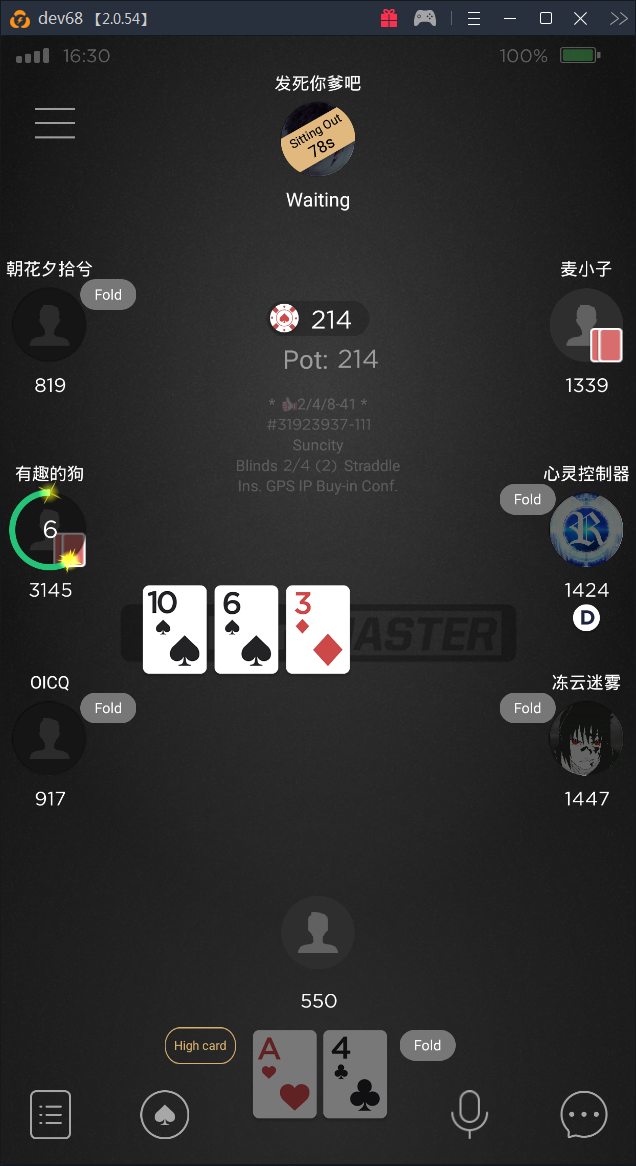 dev68 【2.0.54】
16:30
100%
发死你爹吧
Sitting Out
78s
Waiting
朝花夕拾兮
Fold
819
麦小子
1339
214
Pot: 214
* 2/4/8-41 *
#31923937-111
Suncity
Blinds 2/4 (2) Straddle
Ins. GPS IP Buy-in Conf.
有趣的狗
6
3145
心灵控制器
Fold
R
1424
D
10
6
3
ASTER
OICQ
Fold
917
冻云迷雾
Fold
1447
550
High card
A
4
Fold